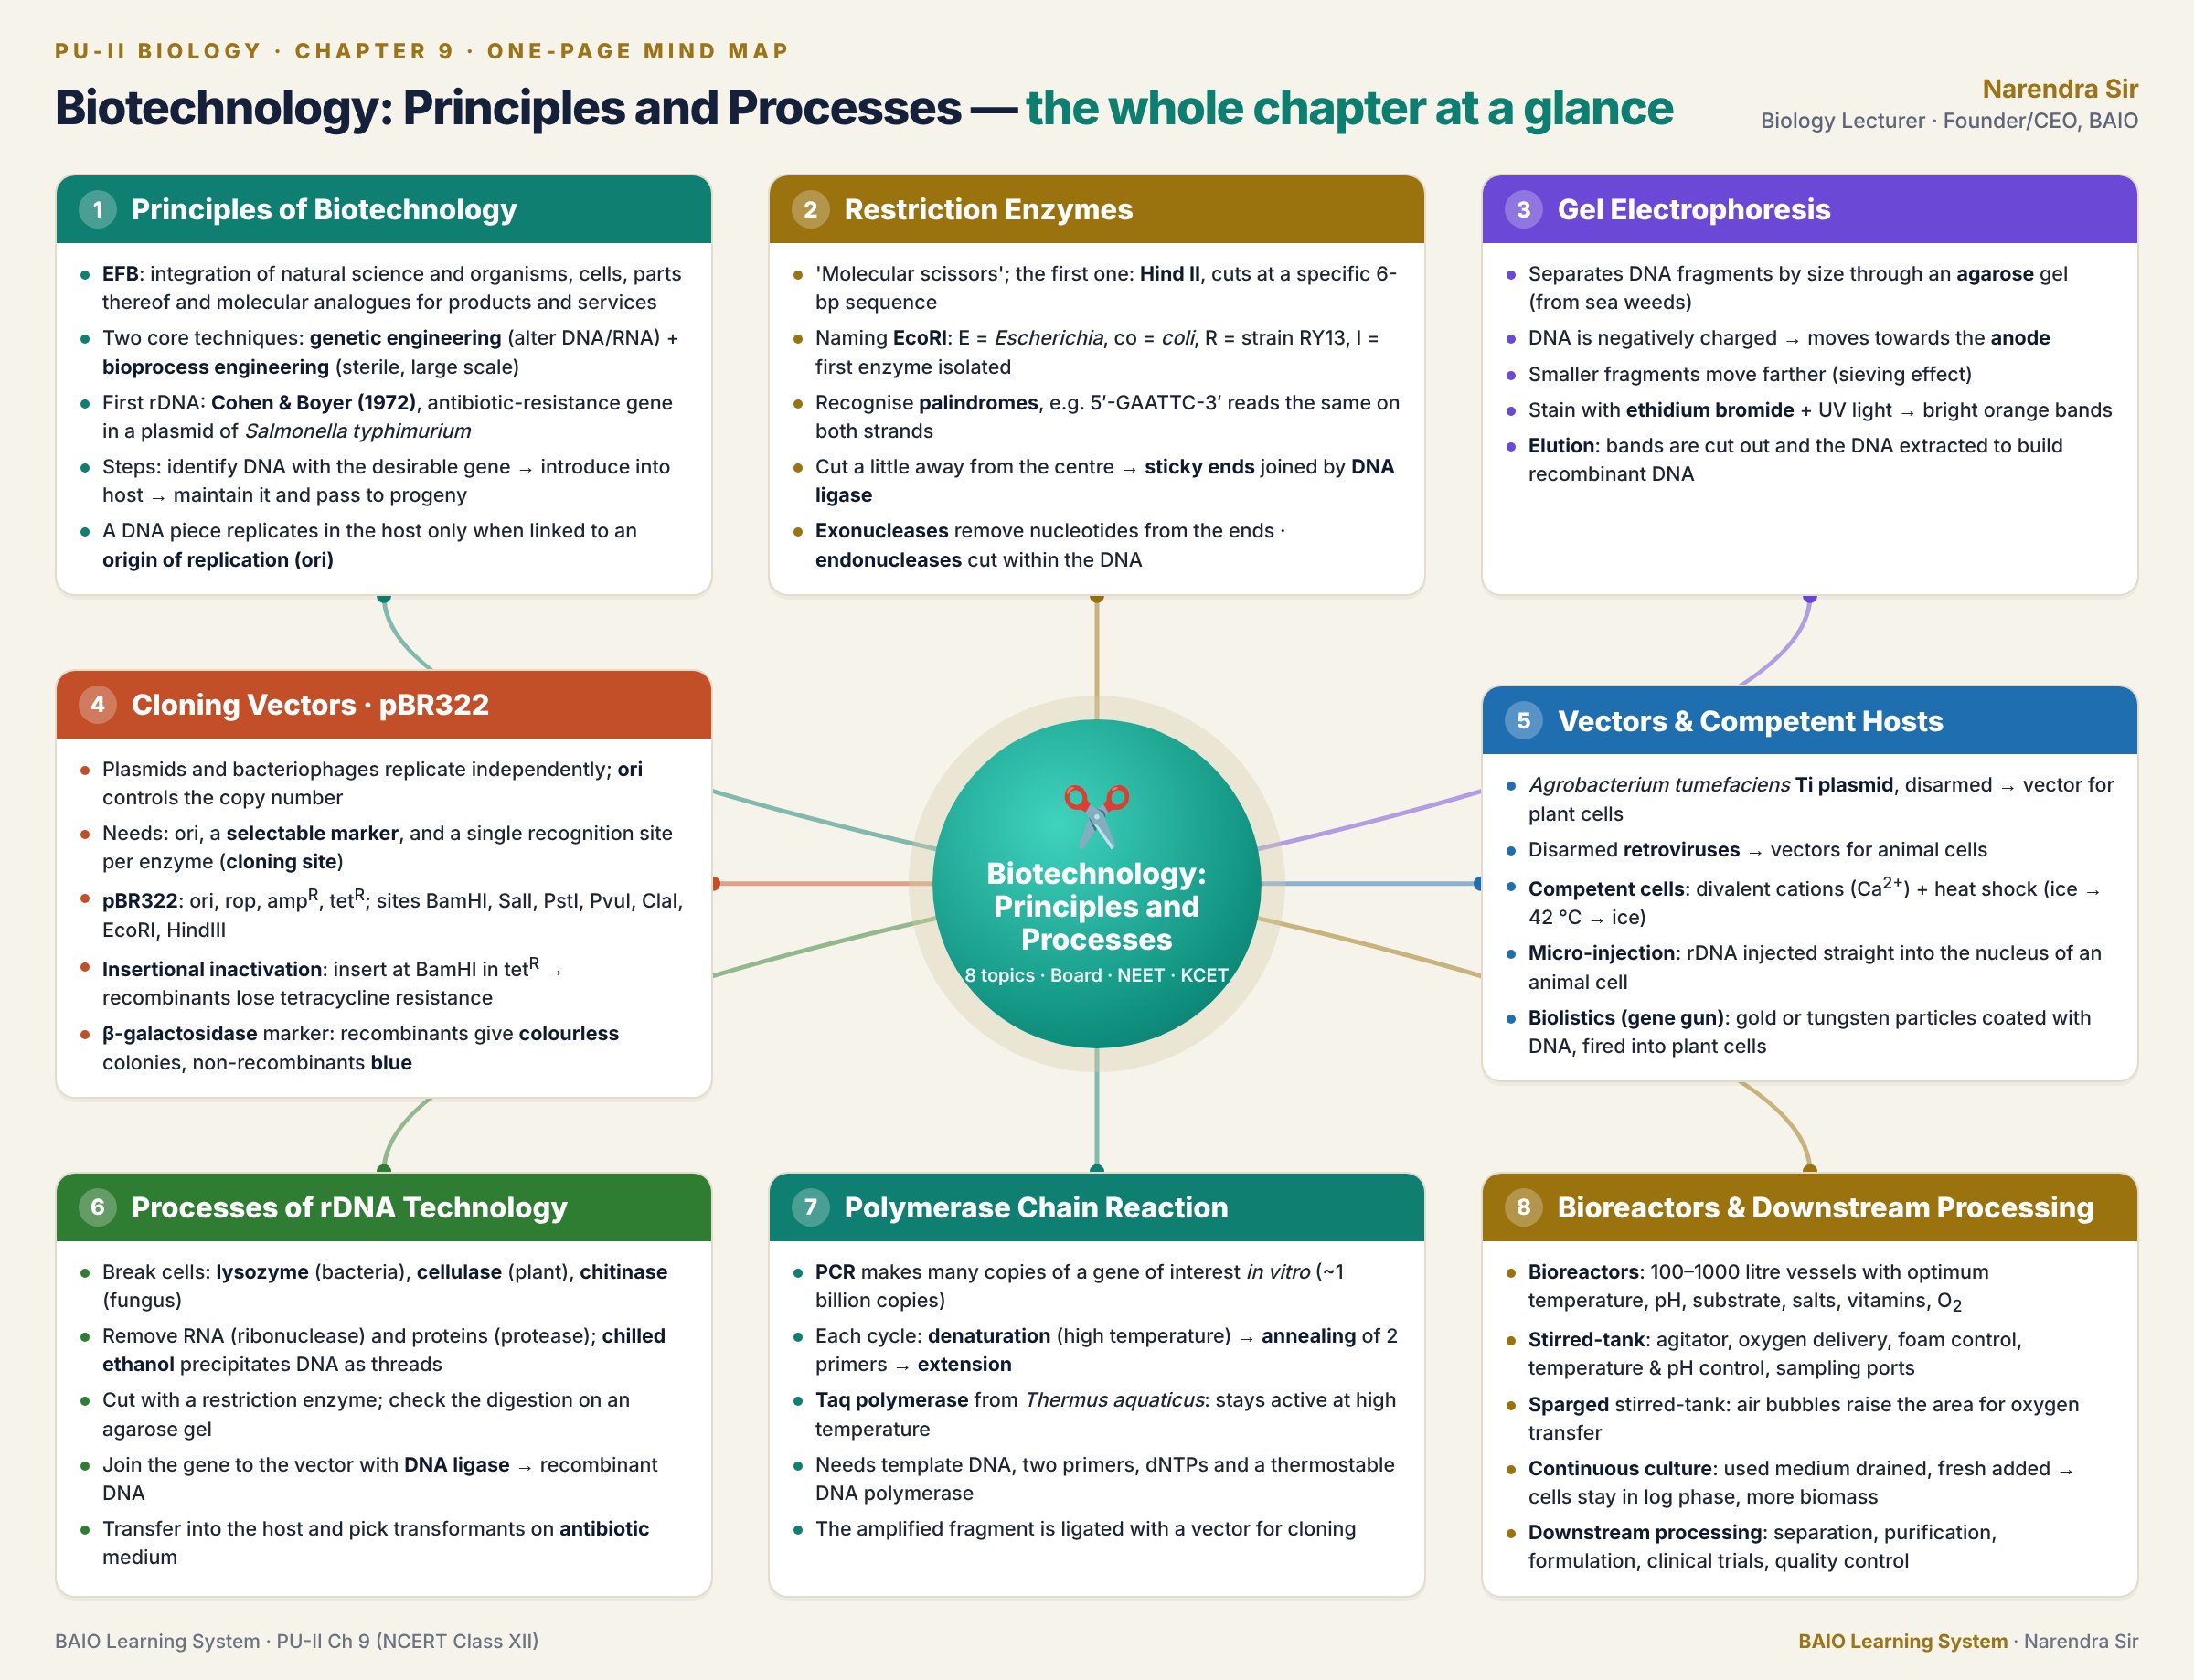 PU-II BIOLOGY · CHAPTER 9 · ONE-PAGE MIND MAP
Biotechnology: Principles and Processes — the whole chapter at a glance
Narendra Sir
Biology Lecturer · Founder/CEO, BAIO
1 Principles of Biotechnology
• EFB: integration of natural science and organisms, cells, parts
thereof and molecular analogues for products and services
• Two core techniques: genetic engineering (alter DNA/RNA) +
bioprocess engineering (sterile, large scale)
• First rDNA: Cohen & Boyer (1972), antibiotic-resistance gene
in a plasmid of Salmonella typhimurium
• Steps: identify DNA with the desirable gene → introduce into
host → maintain it and pass to progeny
• A DNA piece replicates in the host only when linked to an
origin of replication (ori)
2 Restriction Enzymes
• 'Molecular scissors'; the first one: Hind II, cuts at a specific 6-
bp sequence
• Naming EcoRI: E = Escherichia, co = coli, R = strain RY13, I =
first enzyme isolated
• Recognise palindromes, e.g. 5′-GAATTC-3′ reads the same on
both strands
• Cut a little away from the centre → sticky ends joined by DNA
ligase
• Exonucleases remove nucleotides from the ends ·
endonucleases cut within the DNA
3 Gel Electrophoresis
• Separates DNA fragments by size through an agarose gel
(from sea weeds)
• DNA is negatively charged → moves towards the anode
• Smaller fragments move farther (sieving effect)
• Stain with ethidium bromide + UV light → bright orange bands
• Elution: bands are cut out and the DNA extracted to build
recombinant DNA
4 Cloning Vectors · pBR322
• Plasmids and bacteriophages replicate independently; ori
controls the copy number
• Needs: ori, a selectable marker, and a single recognition site
per enzyme (cloning site)
• pBR322: ori, rop, ampᴿ, tetᴿ; sites BamHI, SalI, PstI, PvuI, ClaI,
EcoRI, HindIII
• Insertional inactivation: insert at BamHI in tetᴿ →
recombinants lose tetracycline resistance
• β-galactosidase marker: recombinants give colourless
colonies, non-recombinants blue
Biotechnology:
Principles and
Processes
8 topics · Board · NEET · KCET
5 Vectors & Competent Hosts
• Agrobacterium tumefaciens Ti plasmid, disarmed → vector for
plant cells
• Disarmed retroviruses → vectors for animal cells
• Competent cells: divalent cations (Ca²⁺) + heat shock (ice →
42 °C → ice)
• Micro-injection: rDNA injected straight into the nucleus of an
animal cell
• Biolistics (gene gun): gold or tungsten particles coated with
DNA, fired into plant cells
6 Processes of rDNA Technology
• Break cells: lysozyme (bacteria), cellulase (plant), chitinase
(fungus)
• Remove RNA (ribonuclease) and proteins (protease); chilled
ethanol precipitates DNA as threads
• Cut with a restriction enzyme; check the digestion on an
agarose gel
• Join the gene to the vector with DNA ligase → recombinant
DNA
• Transfer into the host and pick transformants on antibiotic
medium
7 Polymerase Chain Reaction
• PCR makes many copies of a gene of interest in vitro (~1
billion copies)
• Each cycle: denaturation (high temperature) → annealing of 2
primers → extension
• Taq polymerase from Thermus aquaticus: stays active at high
temperature
• Needs template DNA, two primers, dNTPs and a thermostable
DNA polymerase
• The amplified fragment is ligated with a vector for cloning
8 Bioreactors & Downstream Processing
• Bioreactors: 100–1000 litre vessels with optimum
temperature, pH, substrate, salts, vitamins, O₂
• Stirred-tank: agitator, oxygen delivery, foam control,
temperature & pH control, sampling ports
• Sparged stirred-tank: air bubbles raise the area for oxygen
transfer
• Continuous culture: used medium drained, fresh added →
cells stay in log phase, more biomass
• Downstream processing: separation, purification,
formulation, clinical trials, quality control
BAIO Learning System · PU-II Ch 9 (NCERT Class XII)
BAIO Learning System · Narendra Sir